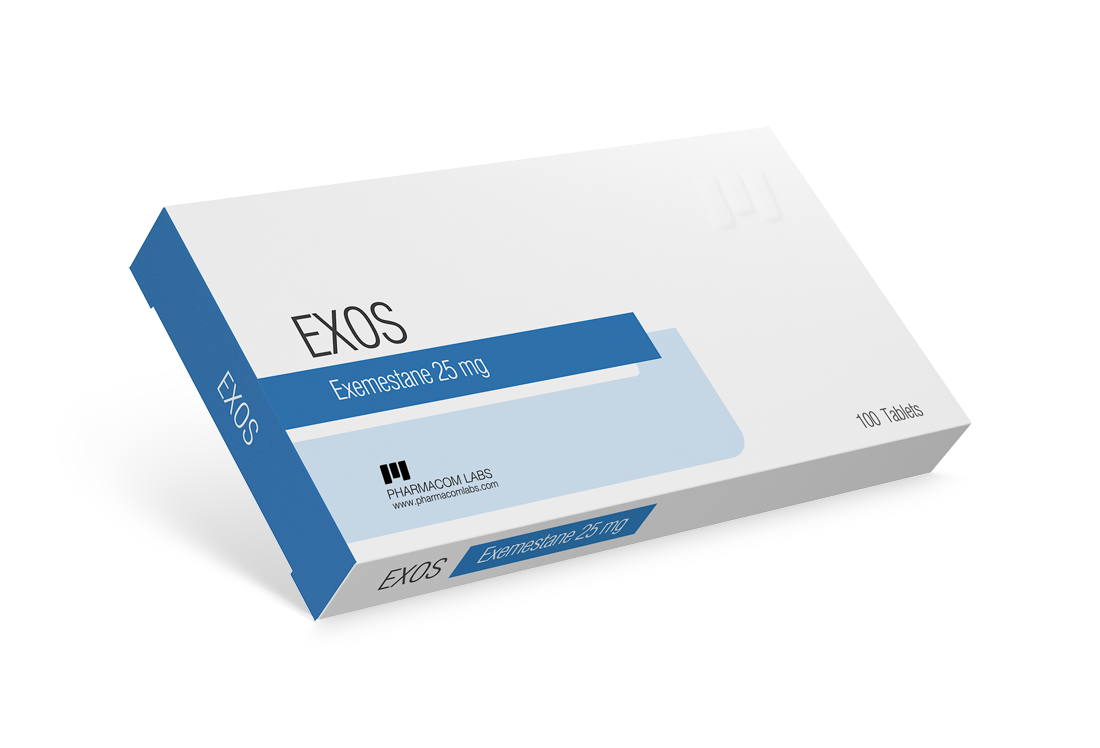 EXOS
Exemestane 25 mg
PHARMACOM LABS
www.pharmacomlabs.com
100 Tablets
EXOS
EXOS
Exemestane 25 mg